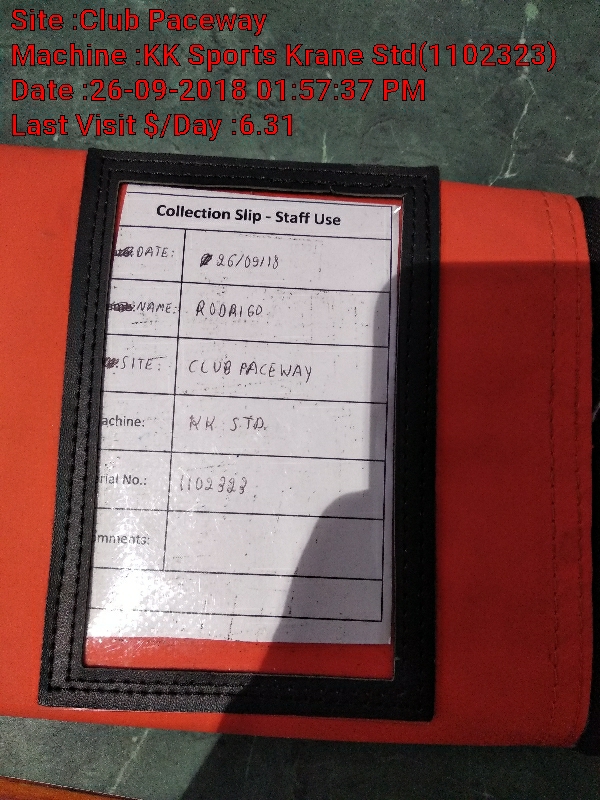 Site :Club Paceway
Machine :KK Sports Krane Std(1102323)
Date :26-09-2018 01:57:37 PM
Last Visit $/Day :6.31
Collection Slip - Staff Use
DATE: 26/09/18
NAME: RODRIGO
SITE: CLUB PACEWAY
achine: KK STD.
rial No.: 1102323
mments: